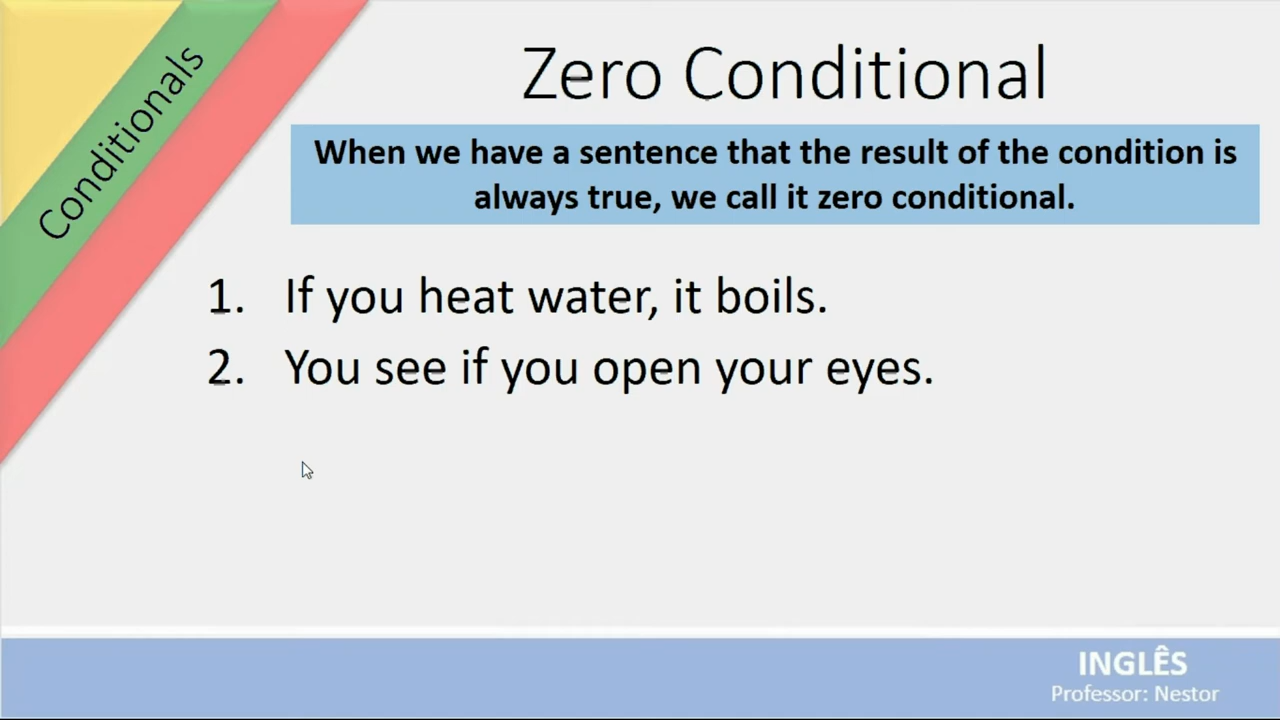 Conditionals
Zero Conditional
When we have a sentence that the result of the condition is
always true, we call it zero conditional.
1. If you heat water, it boils.
2. You see if you open your eyes.
INGLÊS
Professor: Nestor